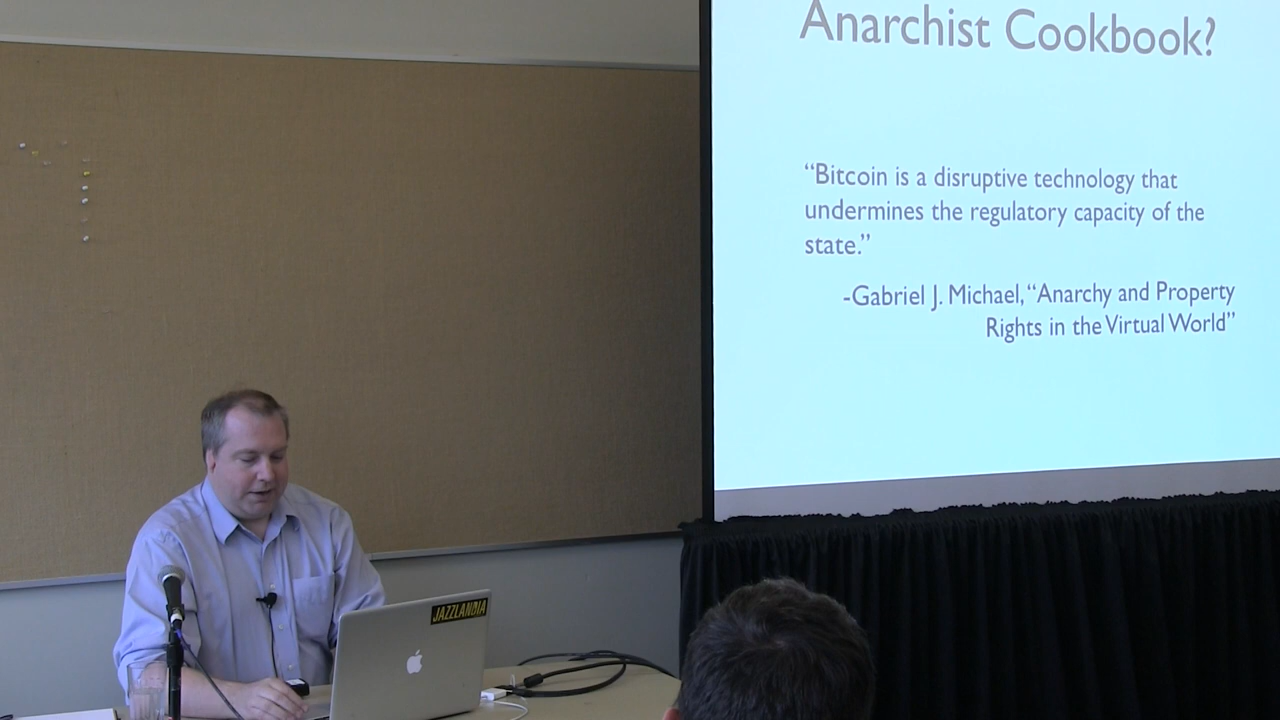 Anarchist Cookbook?
“Bitcoin is a disruptive technology that
undermines the regulatory capacity of the
state.”
-Gabriel J. Michael, “Anarchy and Property
Rights in the Virtual World”
JAZZLANDIA